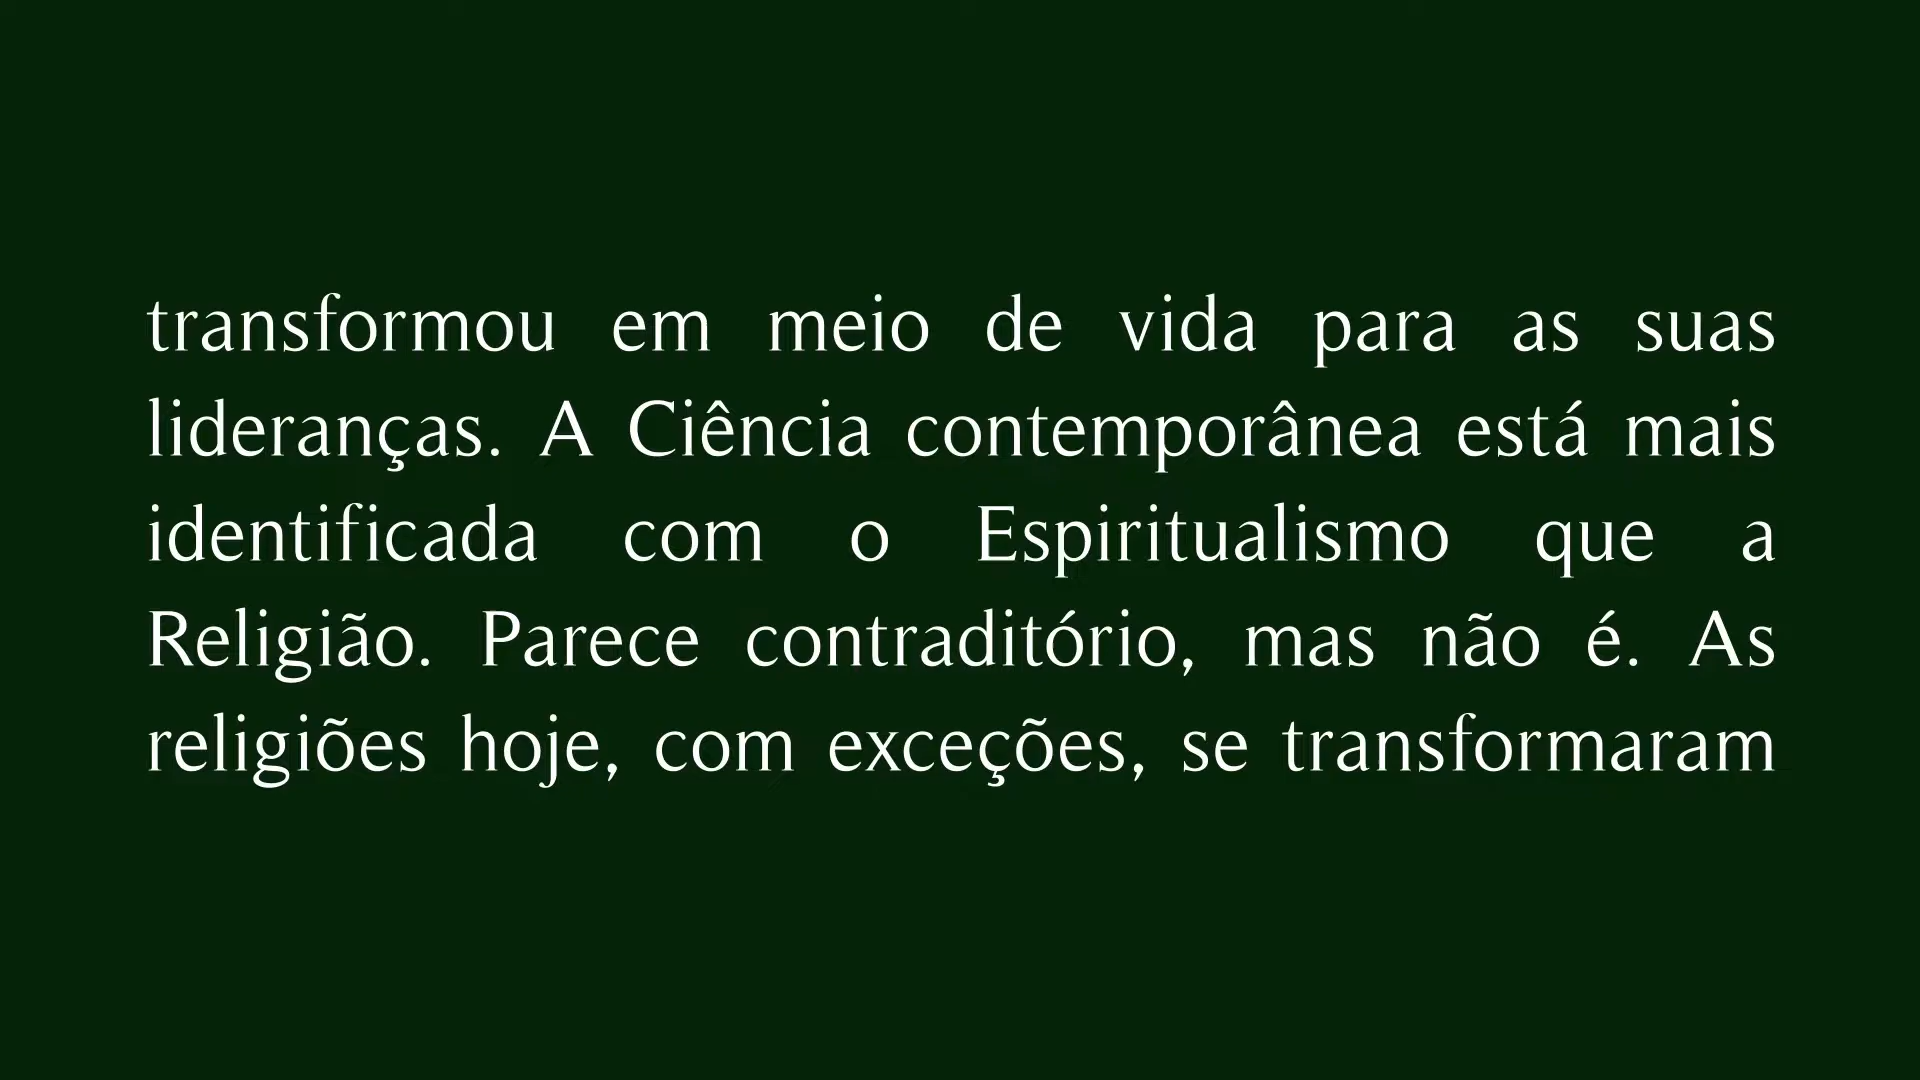 transformou em meio de vida para as suas
lideranças. A Ciência contemporânea está mais
identificada com o Espiritualismo que a
Religião. Parece contraditório, mas não é. As
religiões hoje, com exceções, se transformaram